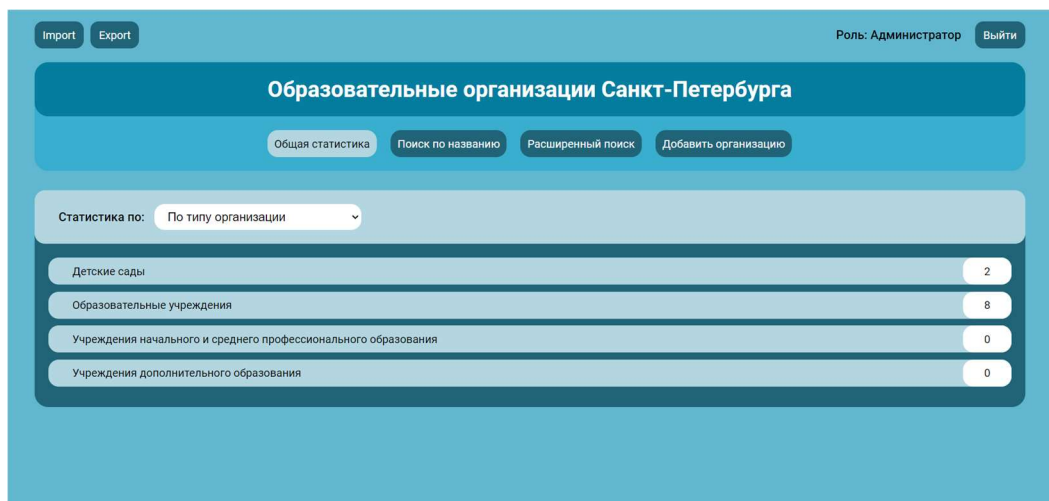 Import Export Роль: Администратор Выйти
Образовательные организации Санкт-Петербурга
Общая статистика Поиск по названию Расширенный поиск Добавить организацию
Статистика по: По типу организации
Детские сады 2
Образовательные учреждения 8
Учреждения начального и среднего профессионального образования 0
Учреждения дополнительного образования 0